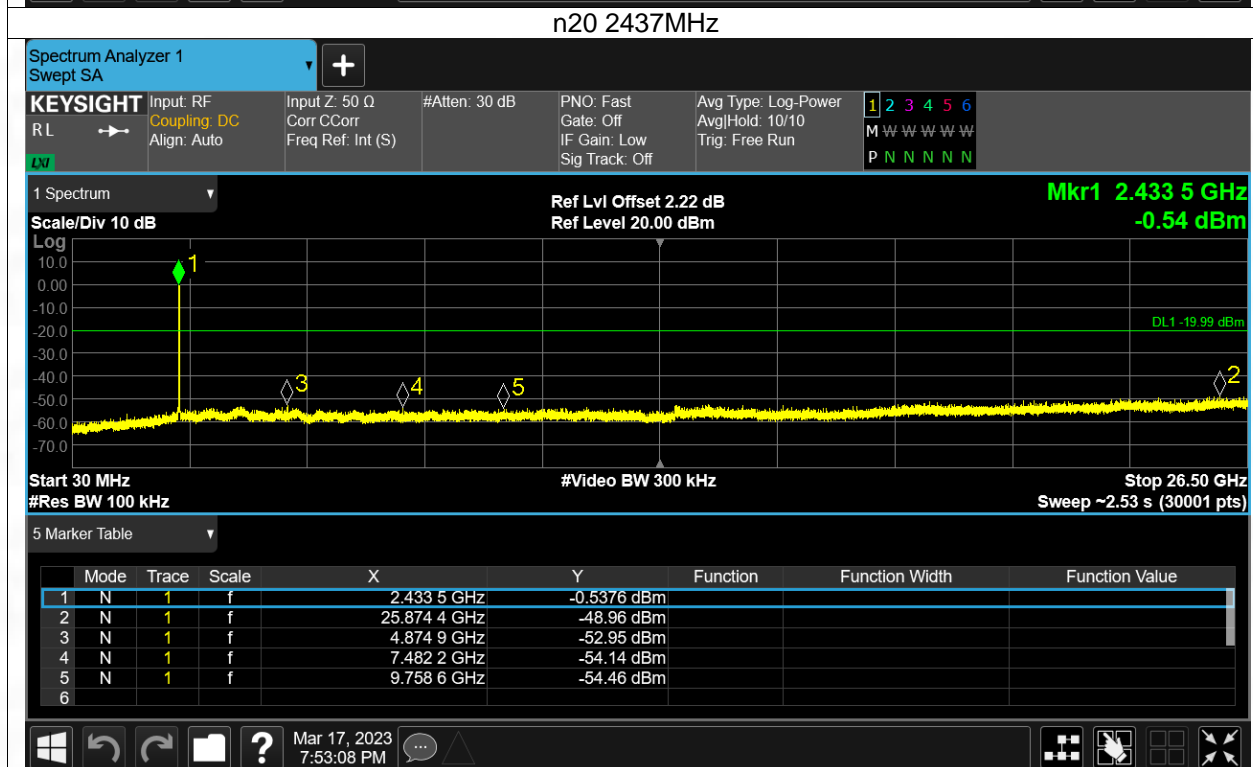 n20 2437MHz
Spectrum Analyzer 1
Swept SA
KEYSIGHT Input: RF Input Z: 50 Ω #Atten: 30 dB PNO: Fast Avg Type: Log-Power 1 2 3 4 5 6
RL Coupling: DC Corr CCorr Gate: Off Avg|Hold: 10/10 M W W W W W
Align: Auto Freq Ref: Int (S) IF Gain: Low Trig: Free Run
LXI Sig Track: Off P N N N N N
1 Spectrum Ref Lvl Offset 2.22 dB Mkr1 2.433 5 GHz
Scale/Div 10 dB Ref Level 20.00 dBm -0.54 dBm
Log
10.0 1
0.00
-10.0
-20.0 DL1 -19.99 dBm
-30.0
-40.0 3 4 5 2
-50.0
-60.0
-70.0
Start 30 MHz #Video BW 300 kHz Stop 26.50 GHz
#Res BW 100 kHz Sweep ~2.53 s (30001 pts)
5 Marker Table
Mode Trace Scale X Y Function Function Width Function Value
1 N 1 f 2.433 5 GHz -0.5376 dBm
2 N 1 f 25.874 4 GHz -48.96 dBm
3 N 1 f 4.874 9 GHz -52.95 dBm
4 N 1 f 7.482 2 GHz -54.14 dBm
5 N 1 f 9.758 6 GHz -54.46 dBm
6
? Mar 17, 2023
7:53:08 PM